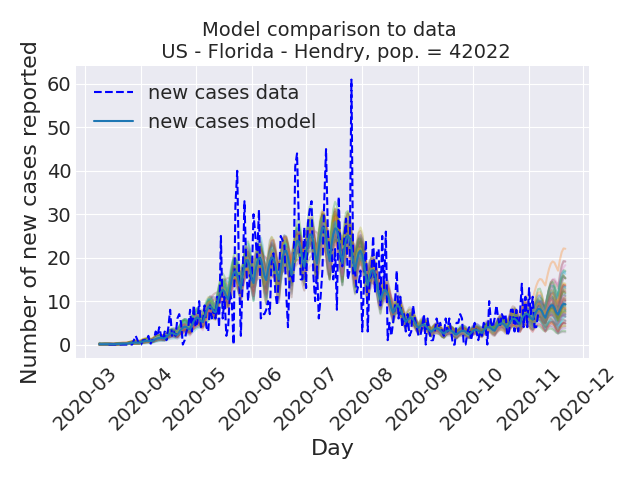 Model comparison to data
US - Florida - Hendry, pop. = 42022
Number of new cases reported
60
50
40
30
20
10
0
new cases data
new cases model
2020-03
2020-04
2020-05
2020-06
2020-07
2020-08
2020-09
2020-10
2020-11
2020-12
Day